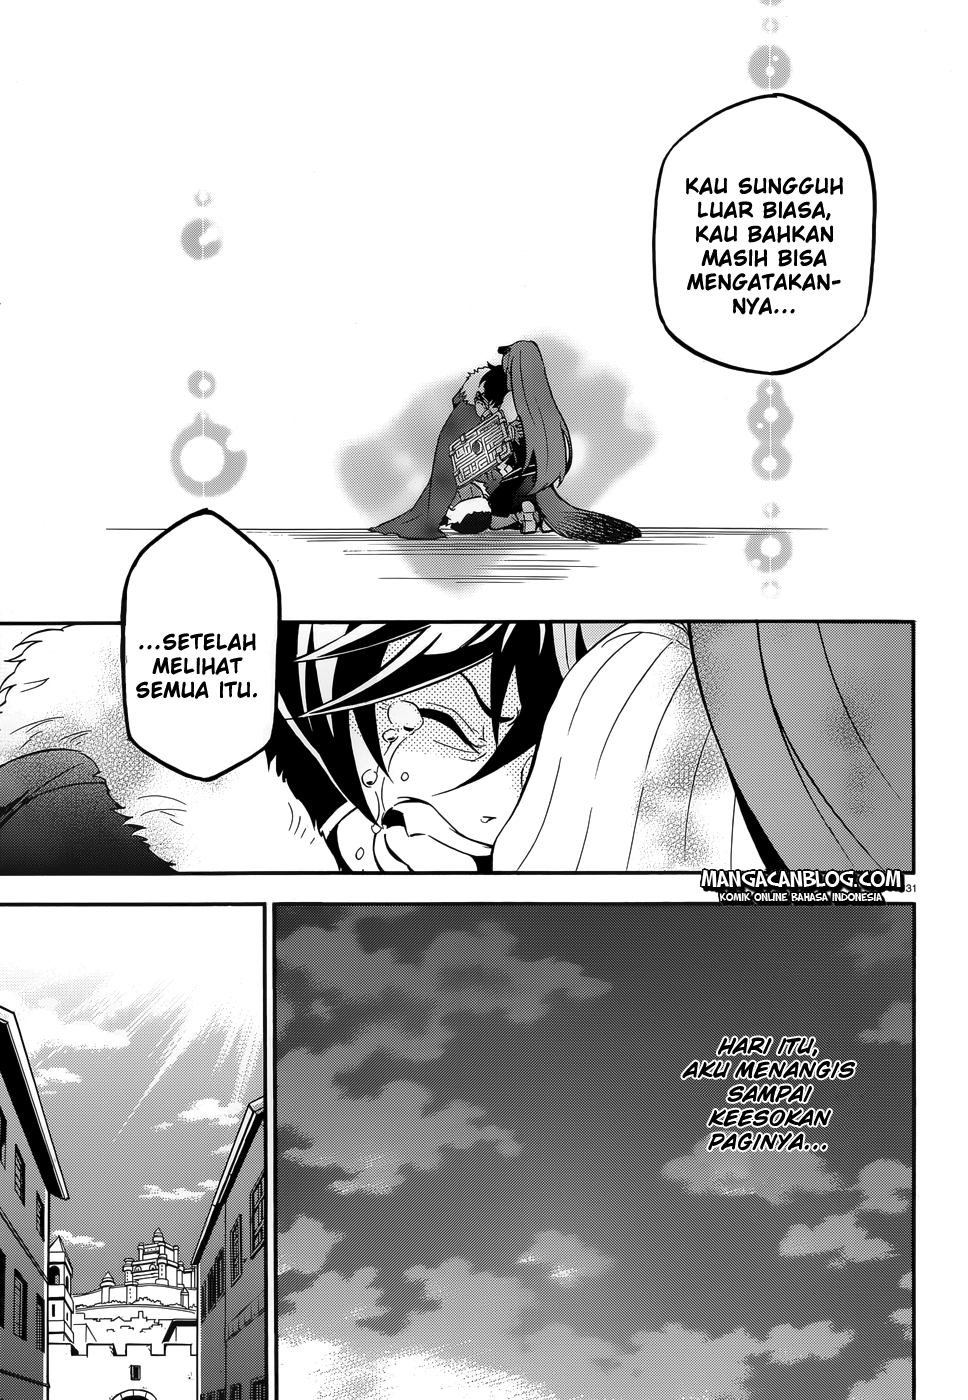 KAU SUNGGUH
LUAR BIASA,
KAU BAHKAN
MASIH BISA
MENGATAKAN-
NYA...
...SETELAH
MELIHAT
SEMUA ITU.
MANGACANBLOG.COM
KOMIK ONLINE BAHASA INDONESIA
31
HARI ITU,
AKU MENANGIS
SAMPAI
KEESOKAN
PAGINYA...